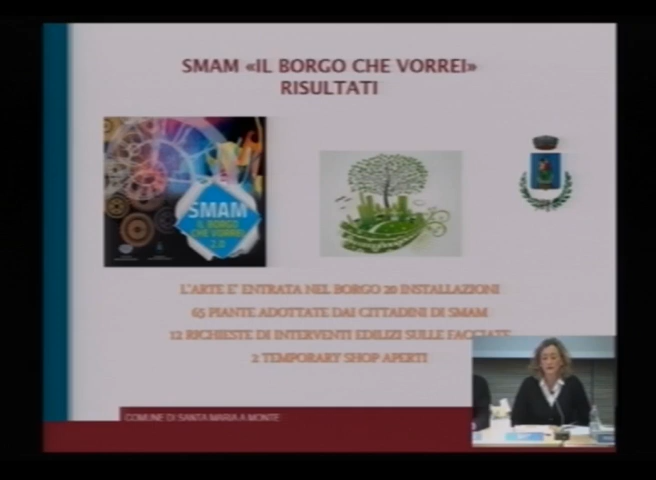 SMAM «IL BORGO CHE VORREI»
RISULTATI
SMAM
IL BORGO
CHE VORREI
2.0
L'ARTE E' ENTRATA NEL BORGO 20 INSTALLAZIONI
65 PIANTE ADOTTATE DAI CITTADINI DI SMAM
12 RICHIESTE DI INTERVENTI EDILIZI SULLE FACCIATE
2 TEMPORARY SHOP APERTI
COMUNE DI SANTA MARIA A MONTE